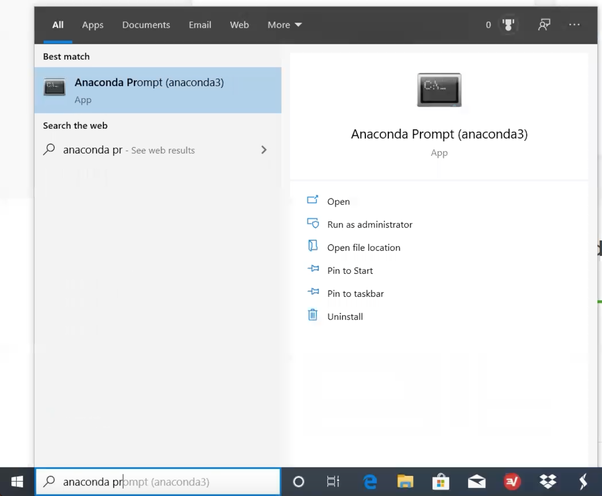 All Apps Documents Email Web More 0 ...
Best match
Anaconda Prompt (anaconda3)
App
Search the web
anaconda pr - See web results
C:\_
Anaconda Prompt (anaconda3)
App
Open
Run as administrator
Open file location
Pin to Start
Pin to taskbar
Uninstall
anaconda prompt (anaconda3)